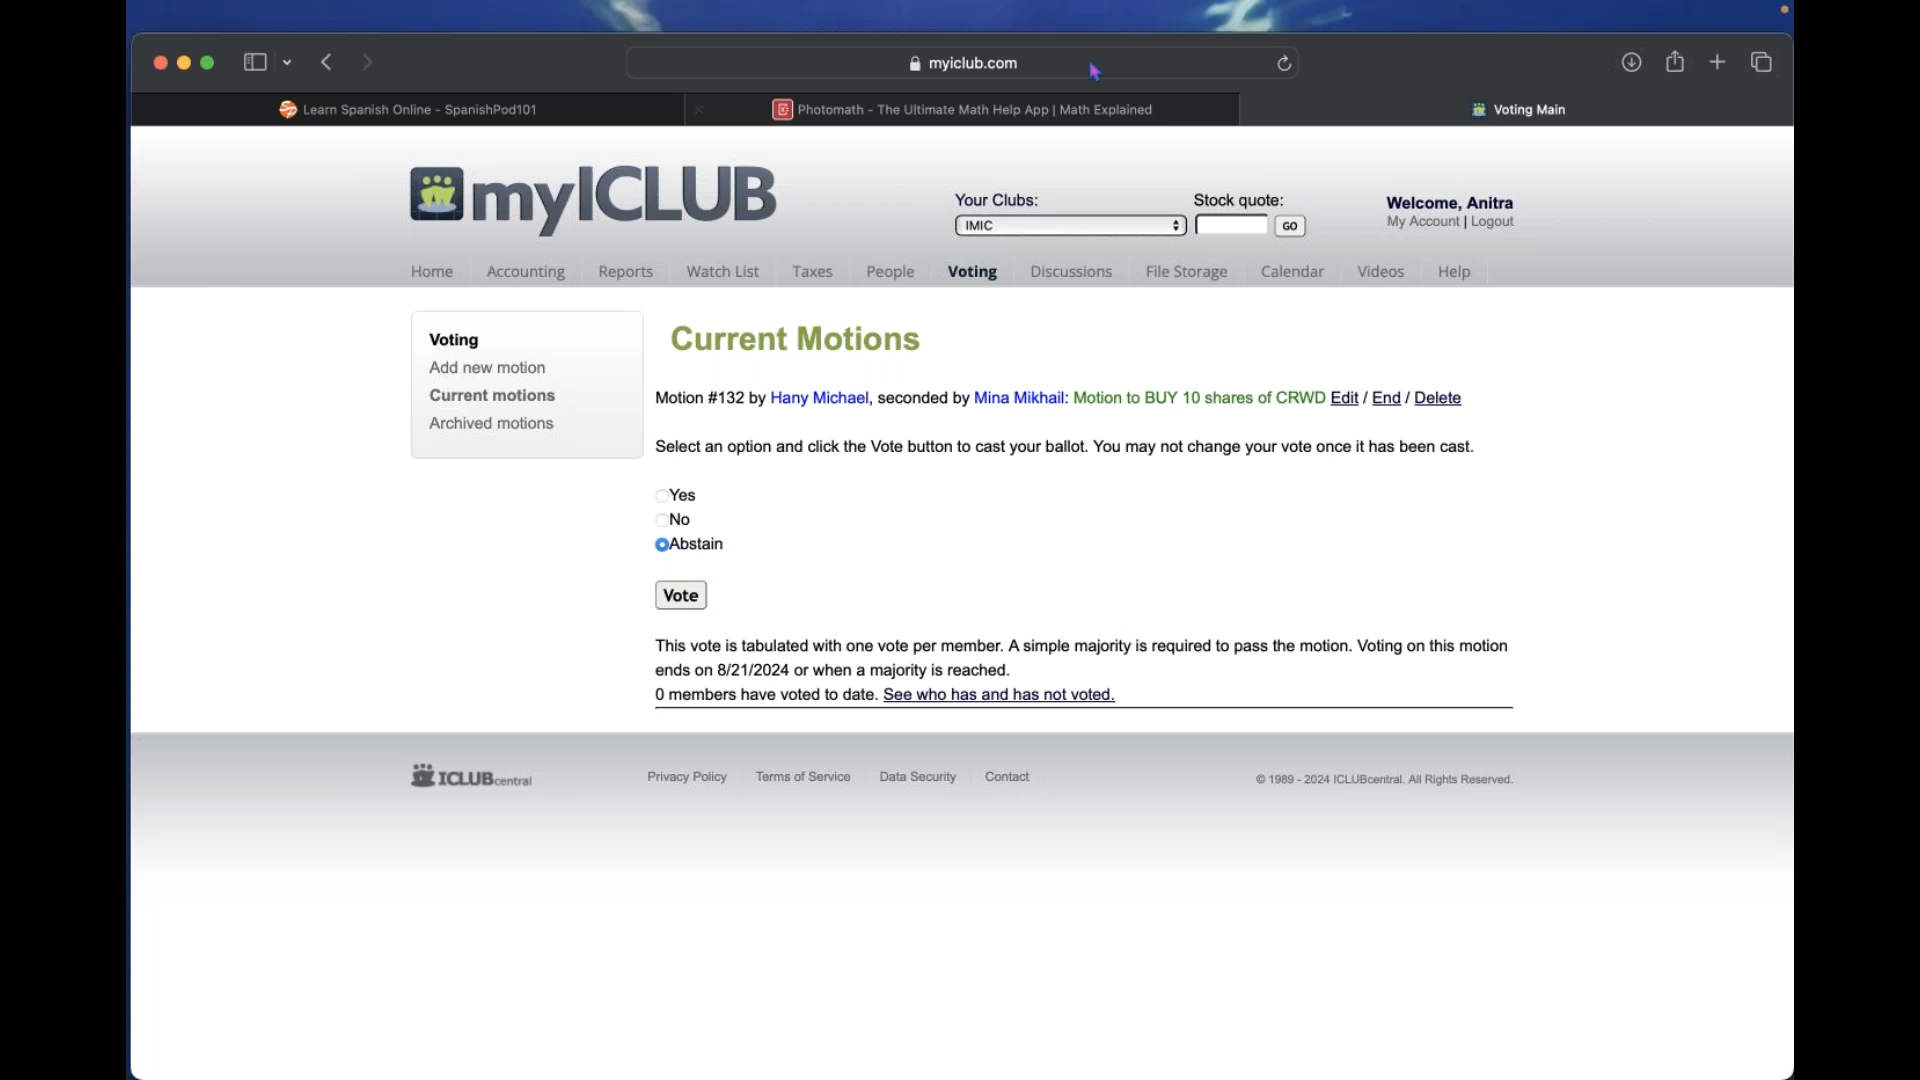 myiclub.com
Learn Spanish Online - SpanishPod101
Photomath - The Ultimate Math Help App | Math Explained
Voting Main
myICLUB
Your Clubs:
Stock quote:
IMIC
GO
Welcome, Anitra
My Account | Logout
Home Accounting Reports Watch List Taxes People Voting Discussions File Storage Calendar Videos Help
Voting
Add new motion
Current motions
Archived motions
Current Motions
Motion #132 by Hany Michael, seconded by Mina Mikhail: Motion to BUY 10 shares of CRWD Edit / End / Delete
Select an option and click the Vote button to cast your ballot. You may not change your vote once it has been cast.
Yes
No
Abstain
Vote
This vote is tabulated with one vote per member. A simple majority is required to pass the motion. Voting on this motion
ends on 8/21/2024 or when a majority is reached.
0 members have voted to date. See who has and has not voted.
ICLUBcentral
Privacy Policy Terms of Service Data Security Contact
© 1989 - 2024 ICLUBcentral. All Rights Reserved.